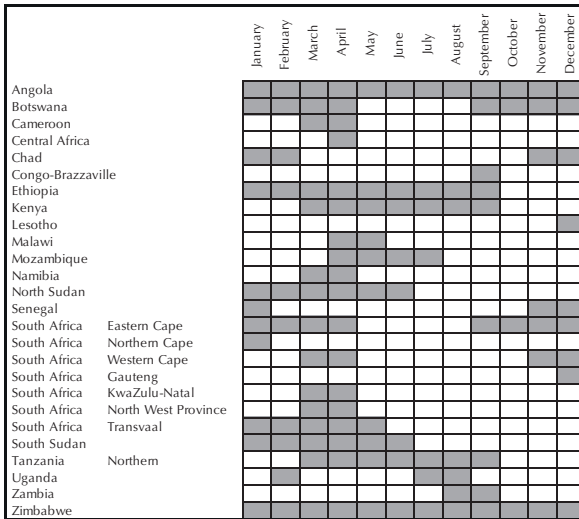 January February March April May June July August September October November December
Angola
Botswana
Cameroon
Central Africa
Chad
Congo-Brazzaville
Ethiopia
Kenya
Lesotho
Malawi
Mozambique
Namibia
North Sudan
Senegal
South Africa Eastern Cape
South Africa Northern Cape
South Africa Western Cape
South Africa Gauteng
South Africa KwaZulu-Natal
South Africa North West Province
South Africa Transvaal
South Sudan
Tanzania Northern
Uganda
Zambia
Zimbabwe